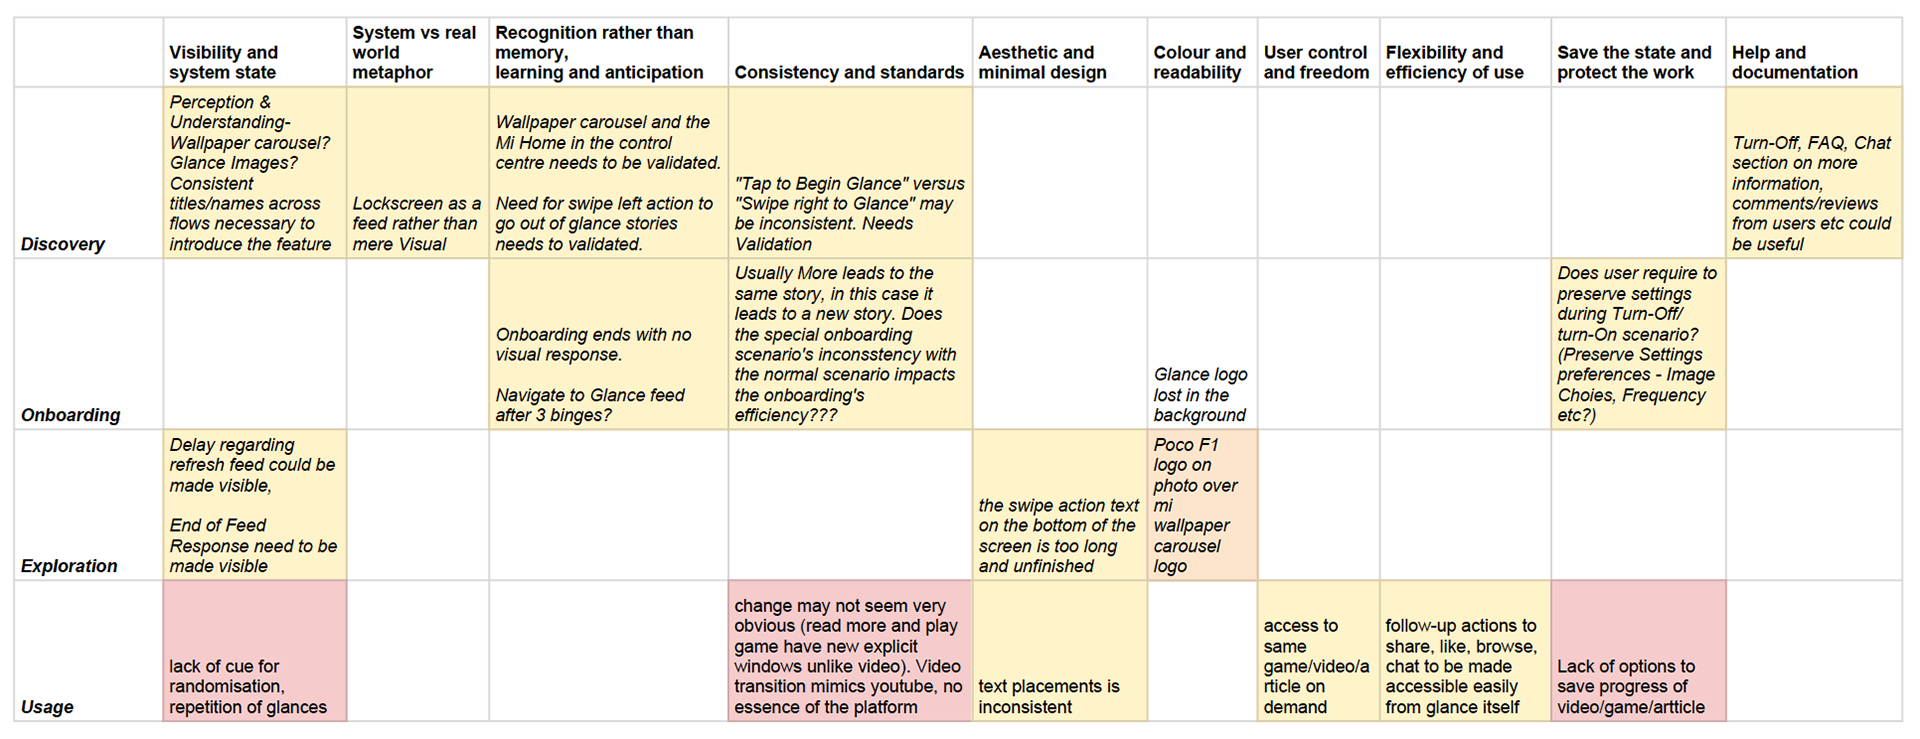 Visibility and
system state
System vs real
world
metaphor
Recognition rather than
memory,
learning and anticipation
Consistency and standards
Aesthetic and
minimal design
Colour and
readability
User control
and freedom
Flexibility and
efficiency of use
Save the state and
protect the work
Help and
documentation
Discovery
Perception &
Understanding-
Wallpaper carousel?
Glance Images?
Consistent
titles/names across
flows necessary to
introduce the feature
Lockscreen as a
feed rather than
mere Visual
Wallpaper carousel and the
Mi Home in the control
centre needs to be validated.
Need for swipe left action to
go out of glance stories
needs to validated.
"Tap to Begin Glance" versus
"Swipe right to Glance" may
be inconsistent. Needs
Validation
Turn-Off, FAQ, Chat
section on more
information,
comments/reviews
from users etc could
be useful
Onboarding
Onboarding ends with no
visual response.
Navigate to Glance feed
after 3 binges?
Usually More leads to the
same story, in this case it
leads to a new story. Does
the special onboarding
scenario's inconsstency with
the normal scenario impacts
the onboarding's
efficiency???
Glance logo
lost in the
background
Does user require to
preserve settings
during Turn-Off/
turn-On scenario?
(Preserve Settings
preferences - Image
Choies, Frequency
etc?)
Exploration
Delay regarding
refresh feed could be
made visible,
End of Feed
Response need to be
made visible
the swipe action text
on the bottom of the
screen is too long
and unfinished
Poco F1
logo on
photo over
mi
wallpaper
carousel
logo
Usage
lack of cue for
randomisation,
repetition of glances
change may not seem very
obvious (read more and play
game have new explicit
windows unlike video). Video
transition mimics youtube, no
essence of the platform
text placements is
inconsistent
access to
same
game/video/a
rticle on
demand
follow-up actions to
share, like, browse,
chat to be made
accessible easily
from glance itself
Lack of options to
save progress of
video/game/artticle